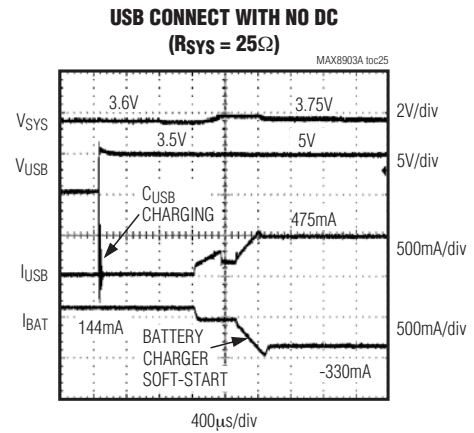 USB CONNECT WITH NO DC
(RSYS = 25Ω)
MAX8903A toc25
3.6V
3.75V
2V/div
VSYS
3.5V
5V
VUSB
5V/div
CUSB
CHARGING
475mA
500mA/div
IUSB
IBAT
144mA
500mA/div
BATTERY
CHARGER
SOFT-START
-330mA
400μs/div